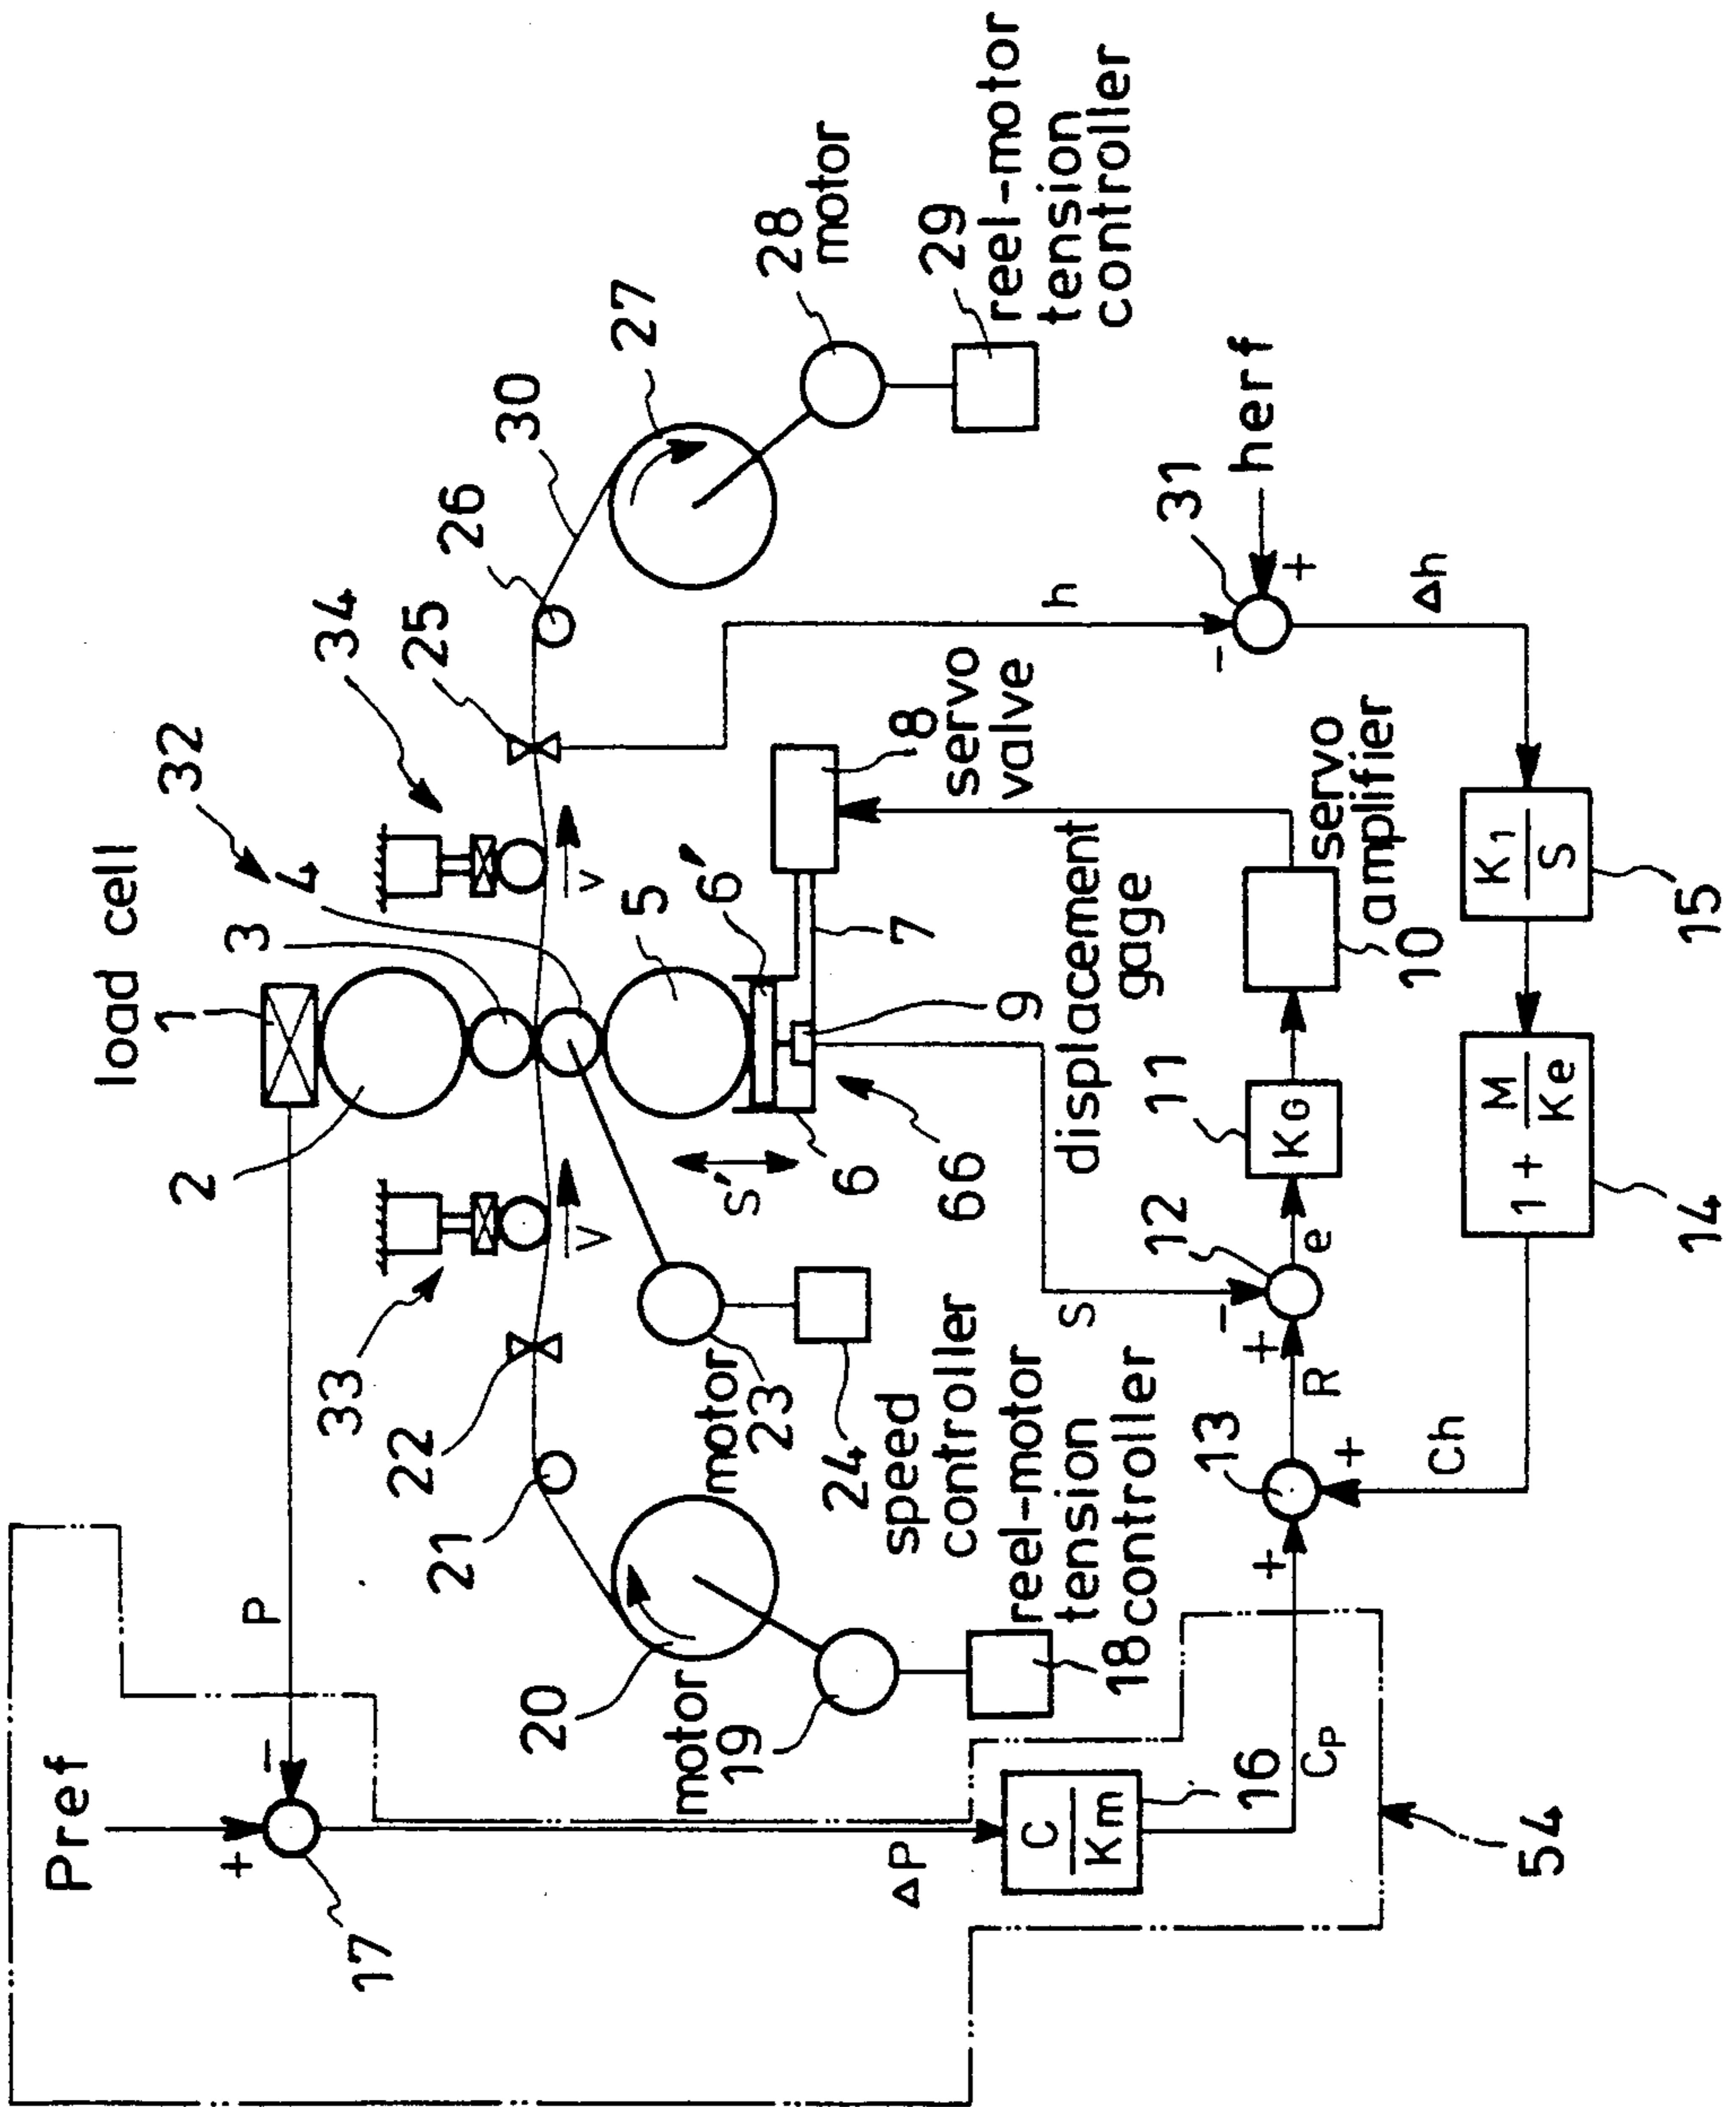 Pref
+
-
17
P
load cell
1
2
3
4
32
33
34
22
21
25
26
30
20
27
5
6'
6
S'
66
7
8
servo
valve
9
displacement
gage
V
v
motor
19
motor
23
24
speed
controller
18
reel-motor
tension
controller
28
motor
29
reel-motor
tension
controller
ΔP
C
Km
16
Cp
54
+
13
+
R
+
-
S
12
e
KG
11
10
servo
amplifier
h
-
31
+
herf
Δh
K1
S
15
1 + M
Ke
14
Ch